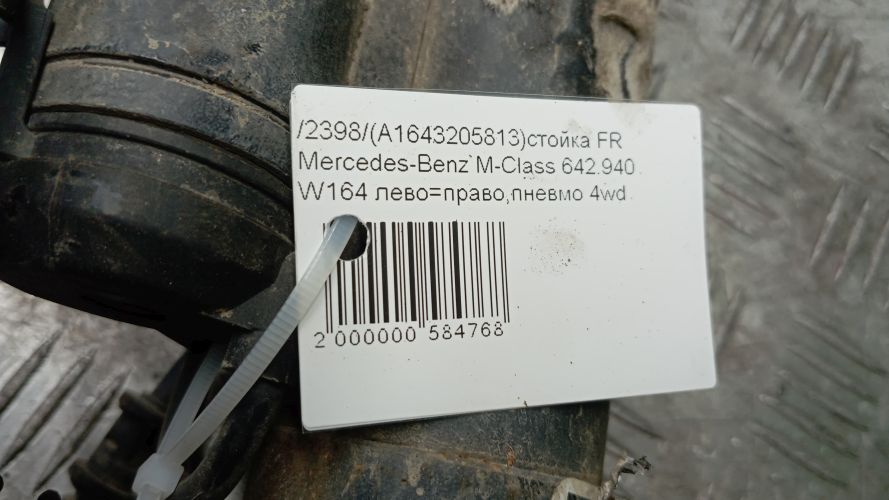 /2398/(A1643205813)стойка FR
Mercedes-Benz M-Class 642.940
W164 лево=право,пневмо 4wd
2 000000 584768